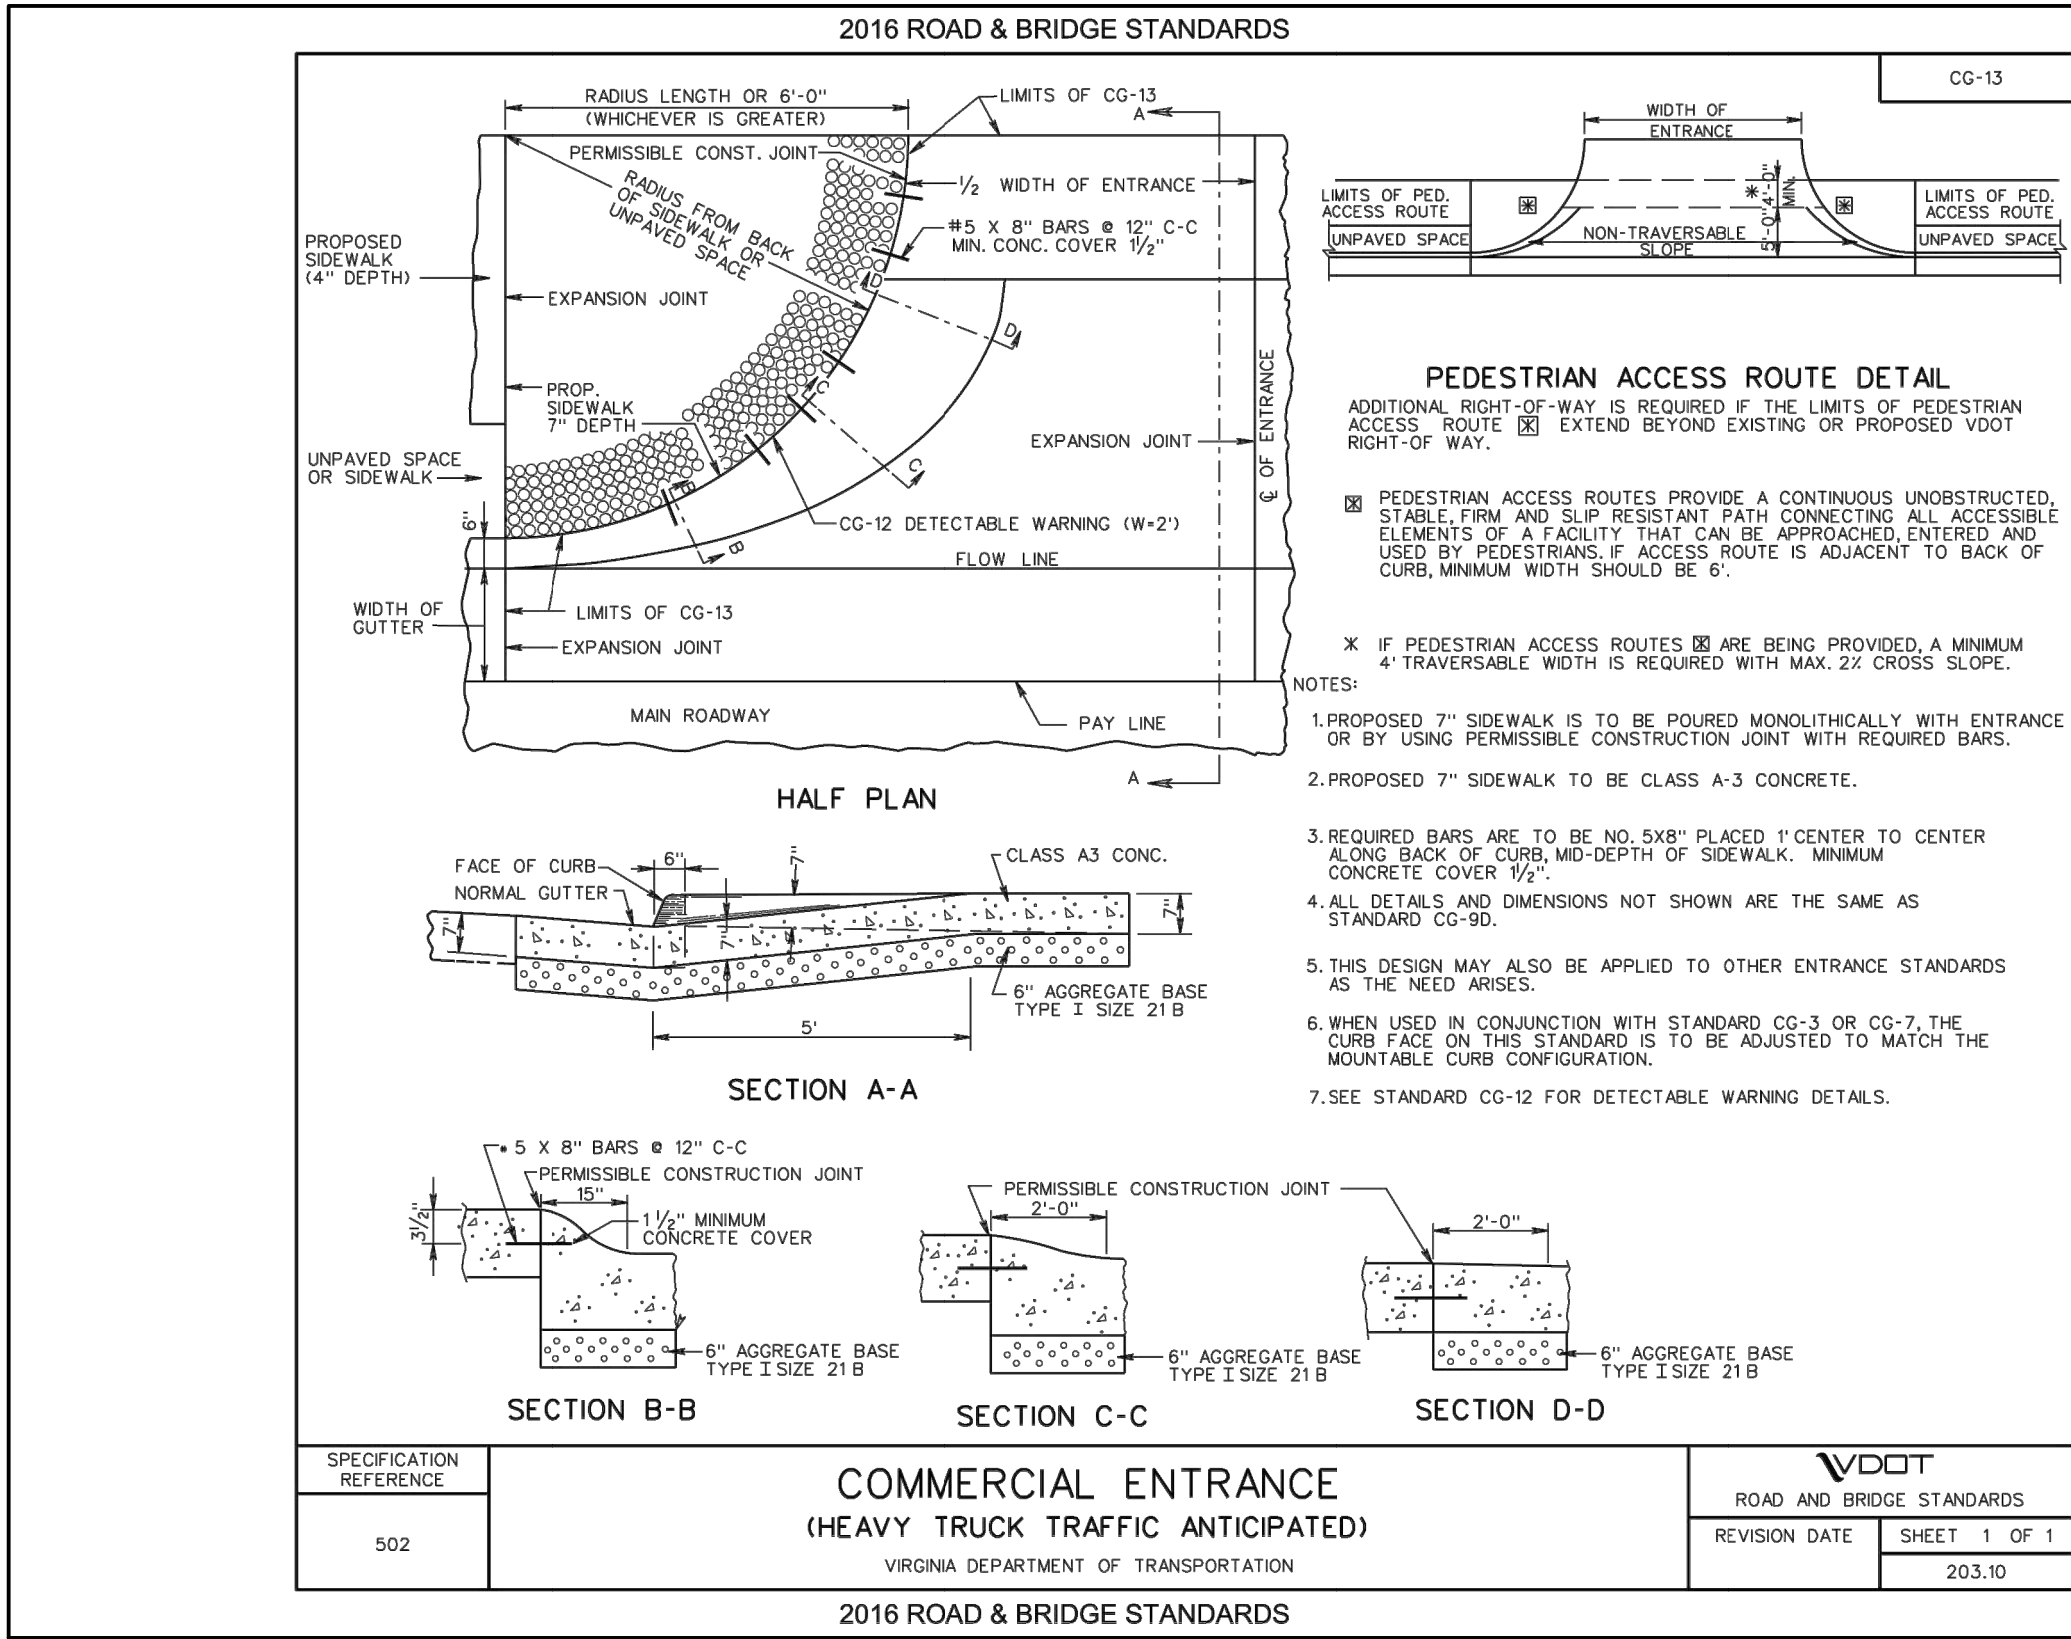 2016 ROAD & BRIDGE STANDARDS
CG-13
RADIUS LENGTH OR 6'-0"
(WHICHEVER IS GREATER)
LIMITS OF CG-13
A
PERMISSIBLE CONST. JOINT
RADIUS FROM BACK
OF SIDEWALK OR
UNPAVED SPACE
1/2 WIDTH OF ENTRANCE
#5 X 8" BARS @ 12" C-C
MIN. CONC. COVER 1 1/2"
PROPOSED
SIDEWALK
(4" DEPTH)
EXPANSION JOINT
D
D
PROP.
SIDEWALK
7" DEPTH
C
C
EXPANSION JOINT
℄ OF ENTRANCE
UNPAVED SPACE
OR SIDEWALK
6"
B
B
CG-12 DETECTABLE WARNING (W=2')
FLOW LINE
WIDTH OF
GUTTER
LIMITS OF CG-13
EXPANSION JOINT
MAIN ROADWAY
PAY LINE
A
HALF PLAN
WIDTH OF
ENTRANCE
LIMITS OF PED.
ACCESS ROUTE
UNPAVED SPACE
*
4'-0"
MIN.
5'-0"
NON-TRAVERSABLE
SLOPE
LIMITS OF PED.
ACCESS ROUTE
UNPAVED SPACE
PEDESTRIAN ACCESS ROUTE DETAIL
ADDITIONAL RIGHT-OF-WAY IS REQUIRED IF THE LIMITS OF PEDESTRIAN
ACCESS ROUTE EXTEND BEYOND EXISTING OR PROPOSED VDOT
RIGHT-OF WAY.
PEDESTRIAN ACCESS ROUTES PROVIDE A CONTINUOUS UNOBSTRUCTED,
STABLE, FIRM AND SLIP RESISTANT PATH CONNECTING ALL ACCESSIBLE
ELEMENTS OF A FACILITY THAT CAN BE APPROACHED, ENTERED AND
USED BY PEDESTRIANS. IF ACCESS ROUTE IS ADJACENT TO BACK OF
CURB, MINIMUM WIDTH SHOULD BE 6'.
* IF PEDESTRIAN ACCESS ROUTES ARE BEING PROVIDED, A MINIMUM
4' TRAVERSABLE WIDTH IS REQUIRED WITH MAX. 2% CROSS SLOPE.
NOTES:
1. PROPOSED 7" SIDEWALK IS TO BE POURED MONOLITHICALLY WITH ENTRANCE
OR BY USING PERMISSIBLE CONSTRUCTION JOINT WITH REQUIRED BARS.
2. PROPOSED 7" SIDEWALK TO BE CLASS A-3 CONCRETE.
3. REQUIRED BARS ARE TO BE NO. 5X8" PLACED 1' CENTER TO CENTER
ALONG BACK OF CURB, MID-DEPTH OF SIDEWALK. MINIMUM
CONCRETE COVER 1 1/2".
4. ALL DETAILS AND DIMENSIONS NOT SHOWN ARE THE SAME AS
STANDARD CG-9D.
5. THIS DESIGN MAY ALSO BE APPLIED TO OTHER ENTRANCE STANDARDS
AS THE NEED ARISES.
6. WHEN USED IN CONJUNCTION WITH STANDARD CG-3 OR CG-7, THE
CURB FACE ON THIS STANDARD IS TO BE ADJUSTED TO MATCH THE
MOUNTABLE CURB CONFIGURATION.
7. SEE STANDARD CG-12 FOR DETECTABLE WARNING DETAILS.
FACE OF CURB
NORMAL GUTTER
6"
7"
CLASS A3 CONC.
7"
7"
7"
6" AGGREGATE BASE
TYPE I SIZE 21 B
5'
SECTION A-A
# 5 X 8" BARS @ 12" C-C
PERMISSIBLE CONSTRUCTION JOINT
15"
3 1/2"
1 1/2" MINIMUM
CONCRETE COVER
6" AGGREGATE BASE
TYPE I SIZE 21 B
SECTION B-B
PERMISSIBLE CONSTRUCTION JOINT
2'-0"
6" AGGREGATE BASE
TYPE I SIZE 21 B
SECTION C-C
2'-0"
6" AGGREGATE BASE
TYPE I SIZE 21 B
SECTION D-D
SPECIFICATION
REFERENCE
502
COMMERCIAL ENTRANCE
(HEAVY TRUCK TRAFFIC ANTICIPATED)
VIRGINIA DEPARTMENT OF TRANSPORTATION
VDOT
ROAD AND BRIDGE STANDARDS
REVISION DATE
SHEET 1 OF 1
203.10
2016 ROAD & BRIDGE STANDARDS